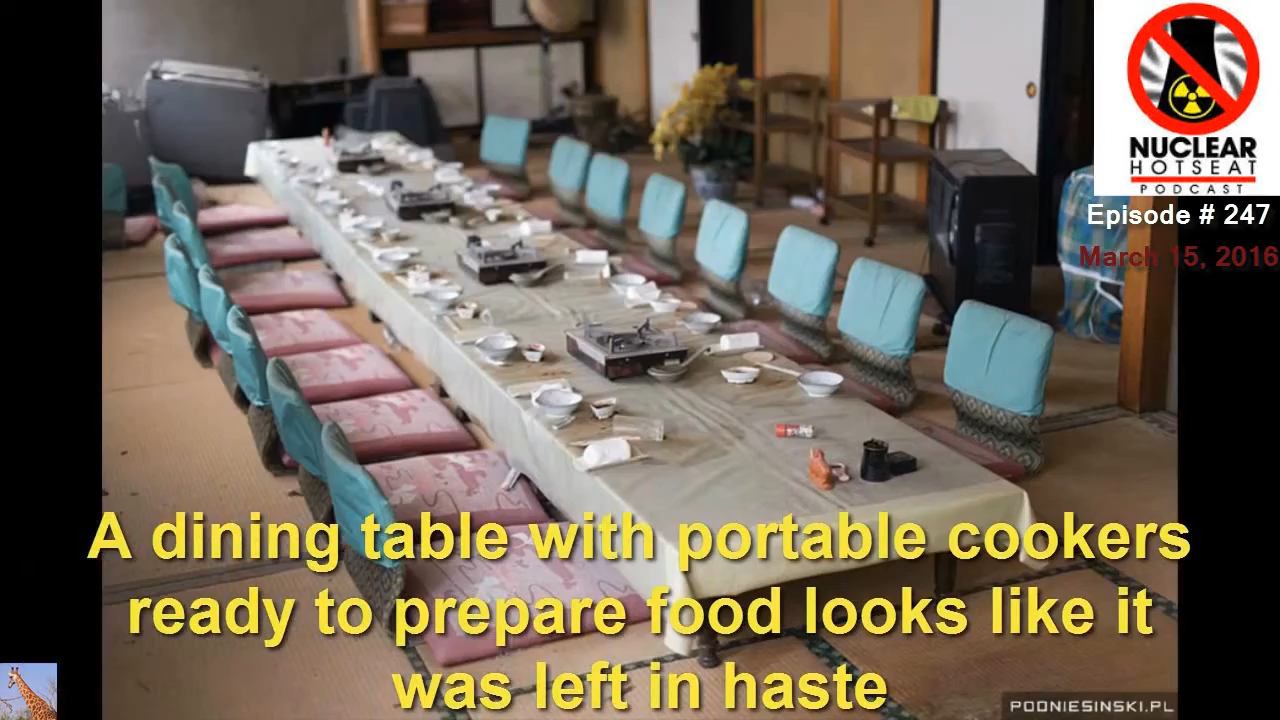 NUCLEAR
HOTSEAT
PODCAST
Episode # 247
March 15, 2016
A dining table with portable cookers
ready to prepare food looks like it
was left in haste
PODNIESINSKI.PL